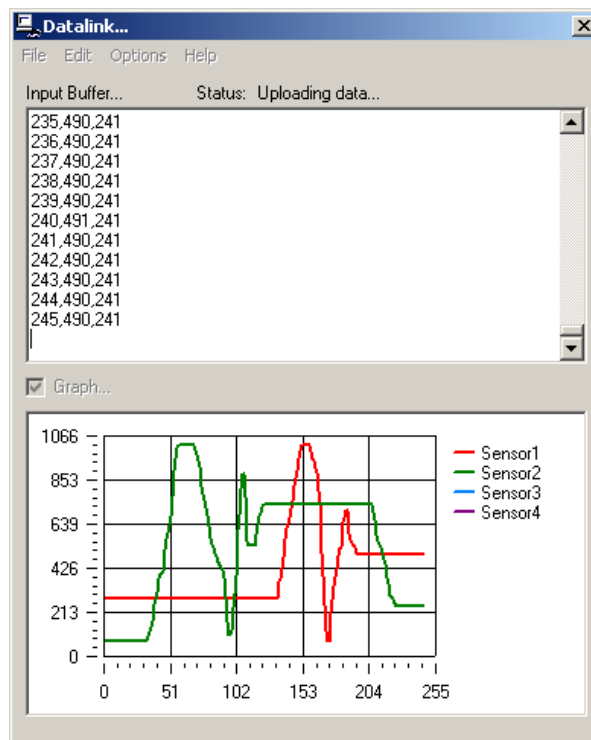 Datalink...
File Edit Options Help
Input Buffer... Status: Uploading data...
235,490,241
236,490,241
237,490,241
238,490,241
239,490,241
240,491,241
241,490,241
242,490,241
243,490,241
244,490,241
245,490,241
Graph...
1066
853
639
426
213
0
0 51 102 153 204 255
Sensor1
Sensor2
Sensor3
Sensor4